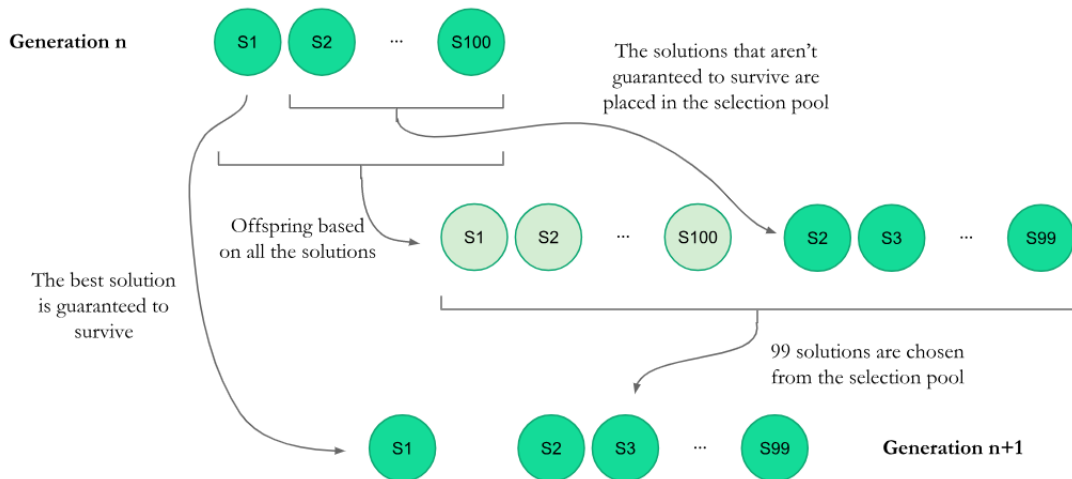 Generation n
S1 S2 ... S100
The solutions that aren't
guaranteed to survive are
placed in the selection pool
Offspring based
on all the solutions
S1 S2 ... S100 S2 S3 ... S99
The best solution
is guaranteed to
survive
99 solutions are chosen
from the selection pool
S1 S2 S3 ... S99
Generation n+1